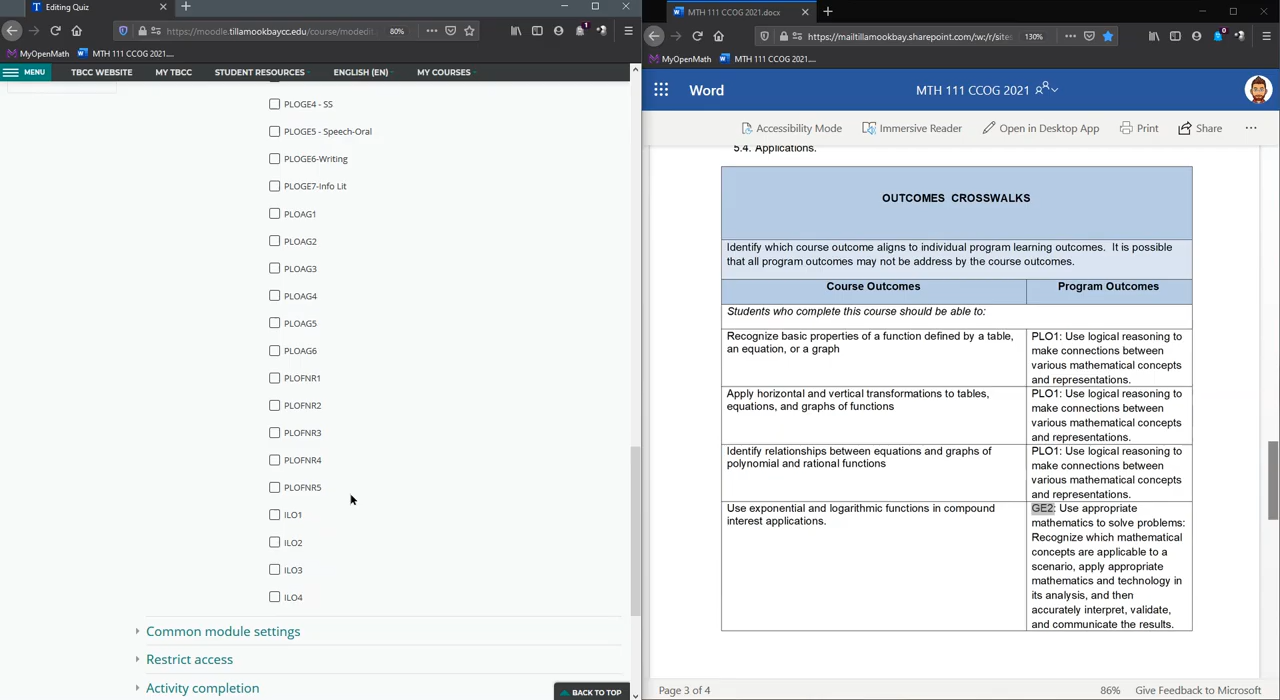 Editing Quiz
https://moodle.tillamookbaycc.edu/course/modedit.
80%
1
MyOpenMath
MTH 111 CCOG 2021....
MENU
TBCC WEBSITE
MY TBCC
STUDENT RESOURCES
ENGLISH (EN)
MY COURSES
PLOGE4 - SS
PLOGE5 - Speech-Oral
PLOGE6-Writing
PLOGE7-Info Lit
PLOAG1
PLOAG2
PLOAG3
PLOAG4
PLOAG5
PLOAG6
PLOFNR1
PLOFNR2
PLOFNR3
PLOFNR4
PLOFNR5
ILO1
ILO2
ILO3
ILO4
Common module settings
Restrict access
Activity completion
BACK TO TOP
MTH 111 CCOG 2021.docx
https://mailtillamookbay.sharepoint.com/:w:/r/sites
130%
0
MyOpenMath
MTH 111 CCOG 2021....
Word
MTH 111 CCOG 2021
Accessibility Mode
Immersive Reader
Open in Desktop App
Print
Share
5.4. Applications.
OUTCOMES CROSSWALKS
Identify which course outcome aligns to individual program learning outcomes. It is possible
that all program outcomes may not be address by the course outcomes.
Course Outcomes
Program Outcomes
Students who complete this course should be able to:
Recognize basic properties of a function defined by a table,
an equation, or a graph
PLO1: Use logical reasoning to
make connections between
various mathematical concepts
and representations.
Apply horizontal and vertical transformations to tables,
equations, and graphs of functions
PLO1: Use logical reasoning to
make connections between
various mathematical concepts
and representations.
Identify relationships between equations and graphs of
polynomial and rational functions
PLO1: Use logical reasoning to
make connections between
various mathematical concepts
and representations.
Use exponential and logarithmic functions in compound
interest applications.
GE2: Use appropriate
mathematics to solve problems:
Recognize which mathematical
concepts are applicable to a
scenario, apply appropriate
mathematics and technology in
its analysis, and then
accurately interpret, validate,
and communicate the results.
Page 3 of 4
86%
Give Feedback to Microsoft